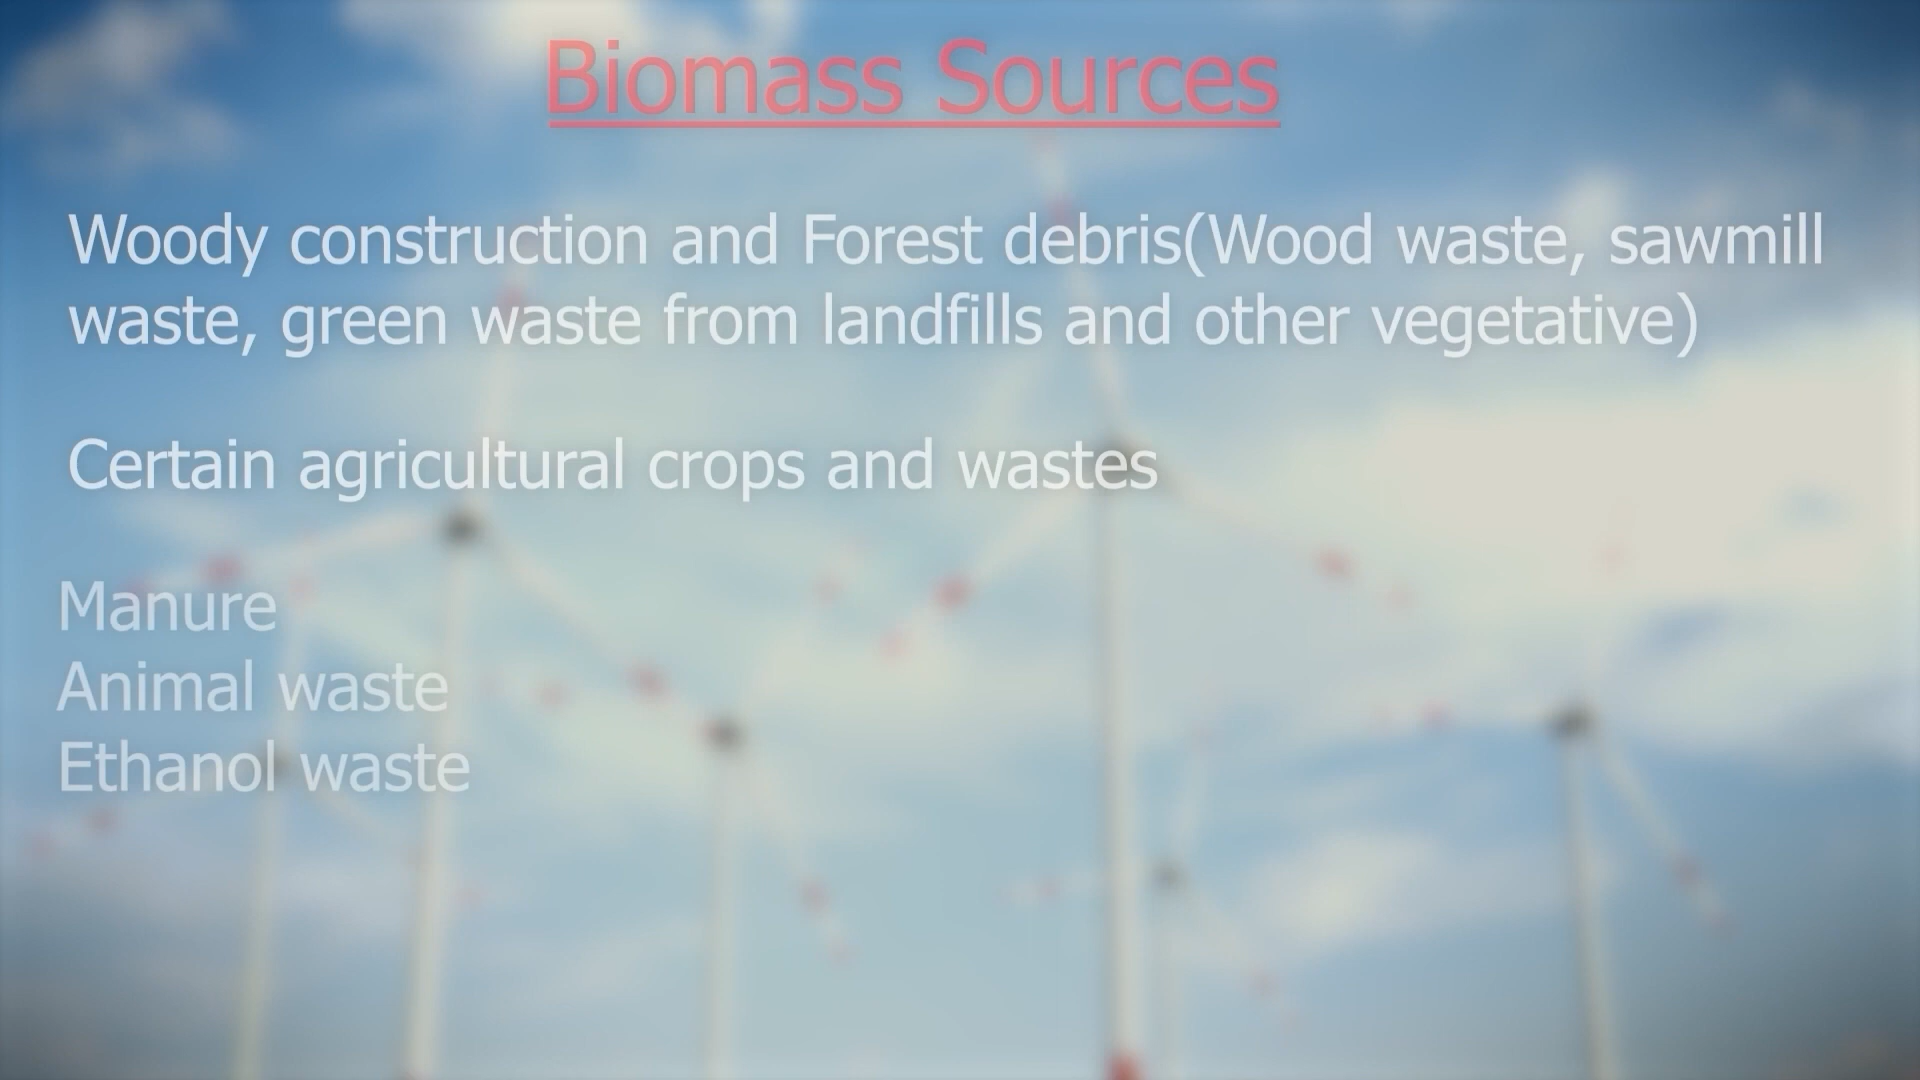 Biomass Sources
Woody construction and Forest debris(Wood waste, sawmill
waste, green waste from landfills and other vegetative)
Certain agricultural crops and wastes
Manure
Animal waste
Ethanol waste